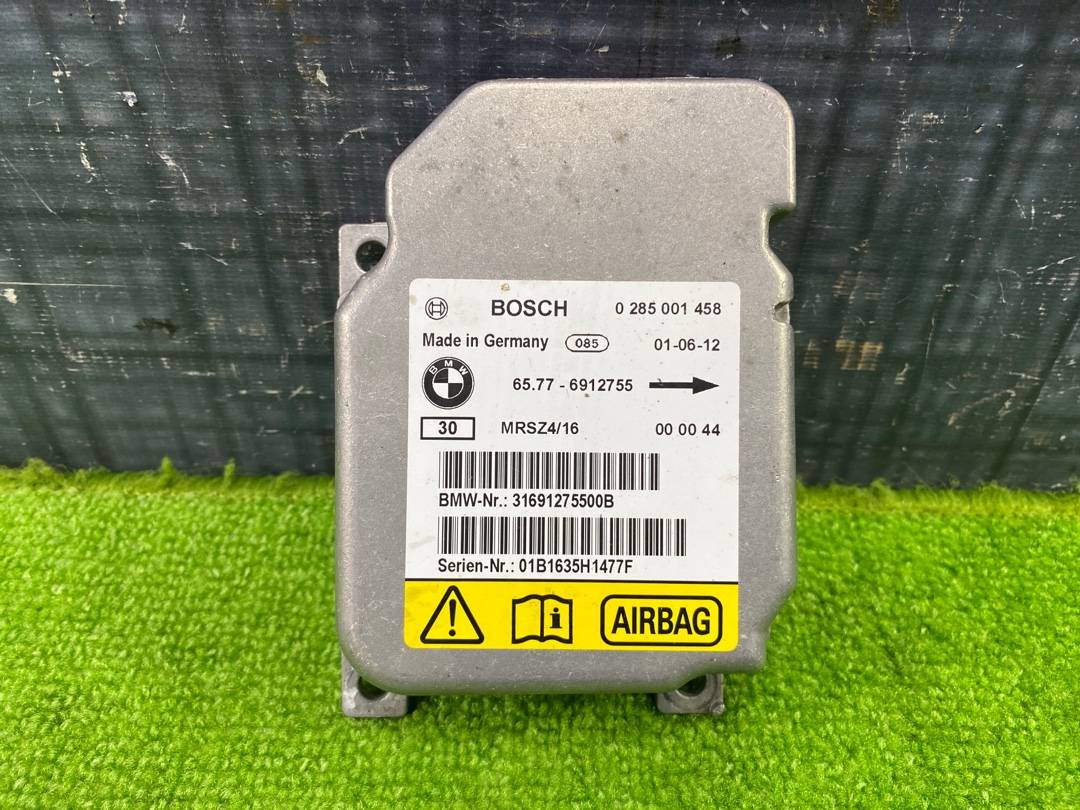 BOSCH 0 285 001 458
Made in Germany 085 01-06-12
BMW 65.77 - 6912755
30 MRSZ4/16 00 00 44
BMW-Nr.: 31691275500B
Serien-Nr.: 01B1635H1477F
i AIRBAG